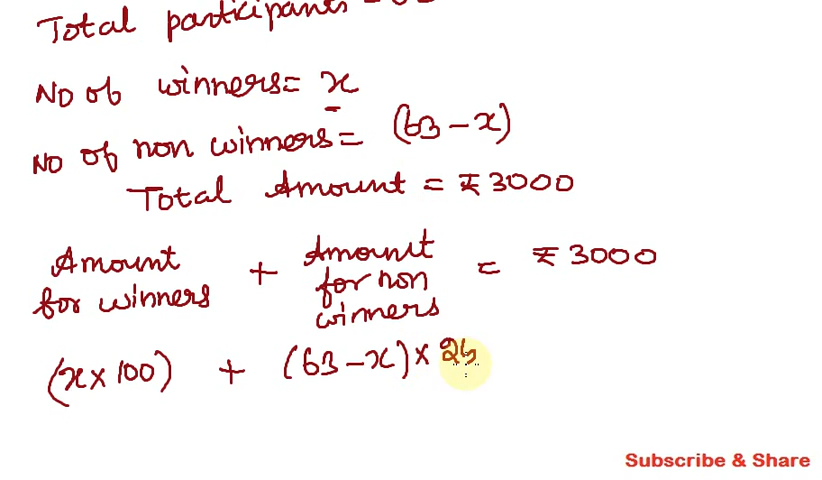 Total participants =
No of winners = x
No of non winners = (63 - x)
Total Amount = ₹3000
Amount for winners + Amount for non winners = ₹3000
(x × 100) + (63 - x) × 25
Subscribe & Share